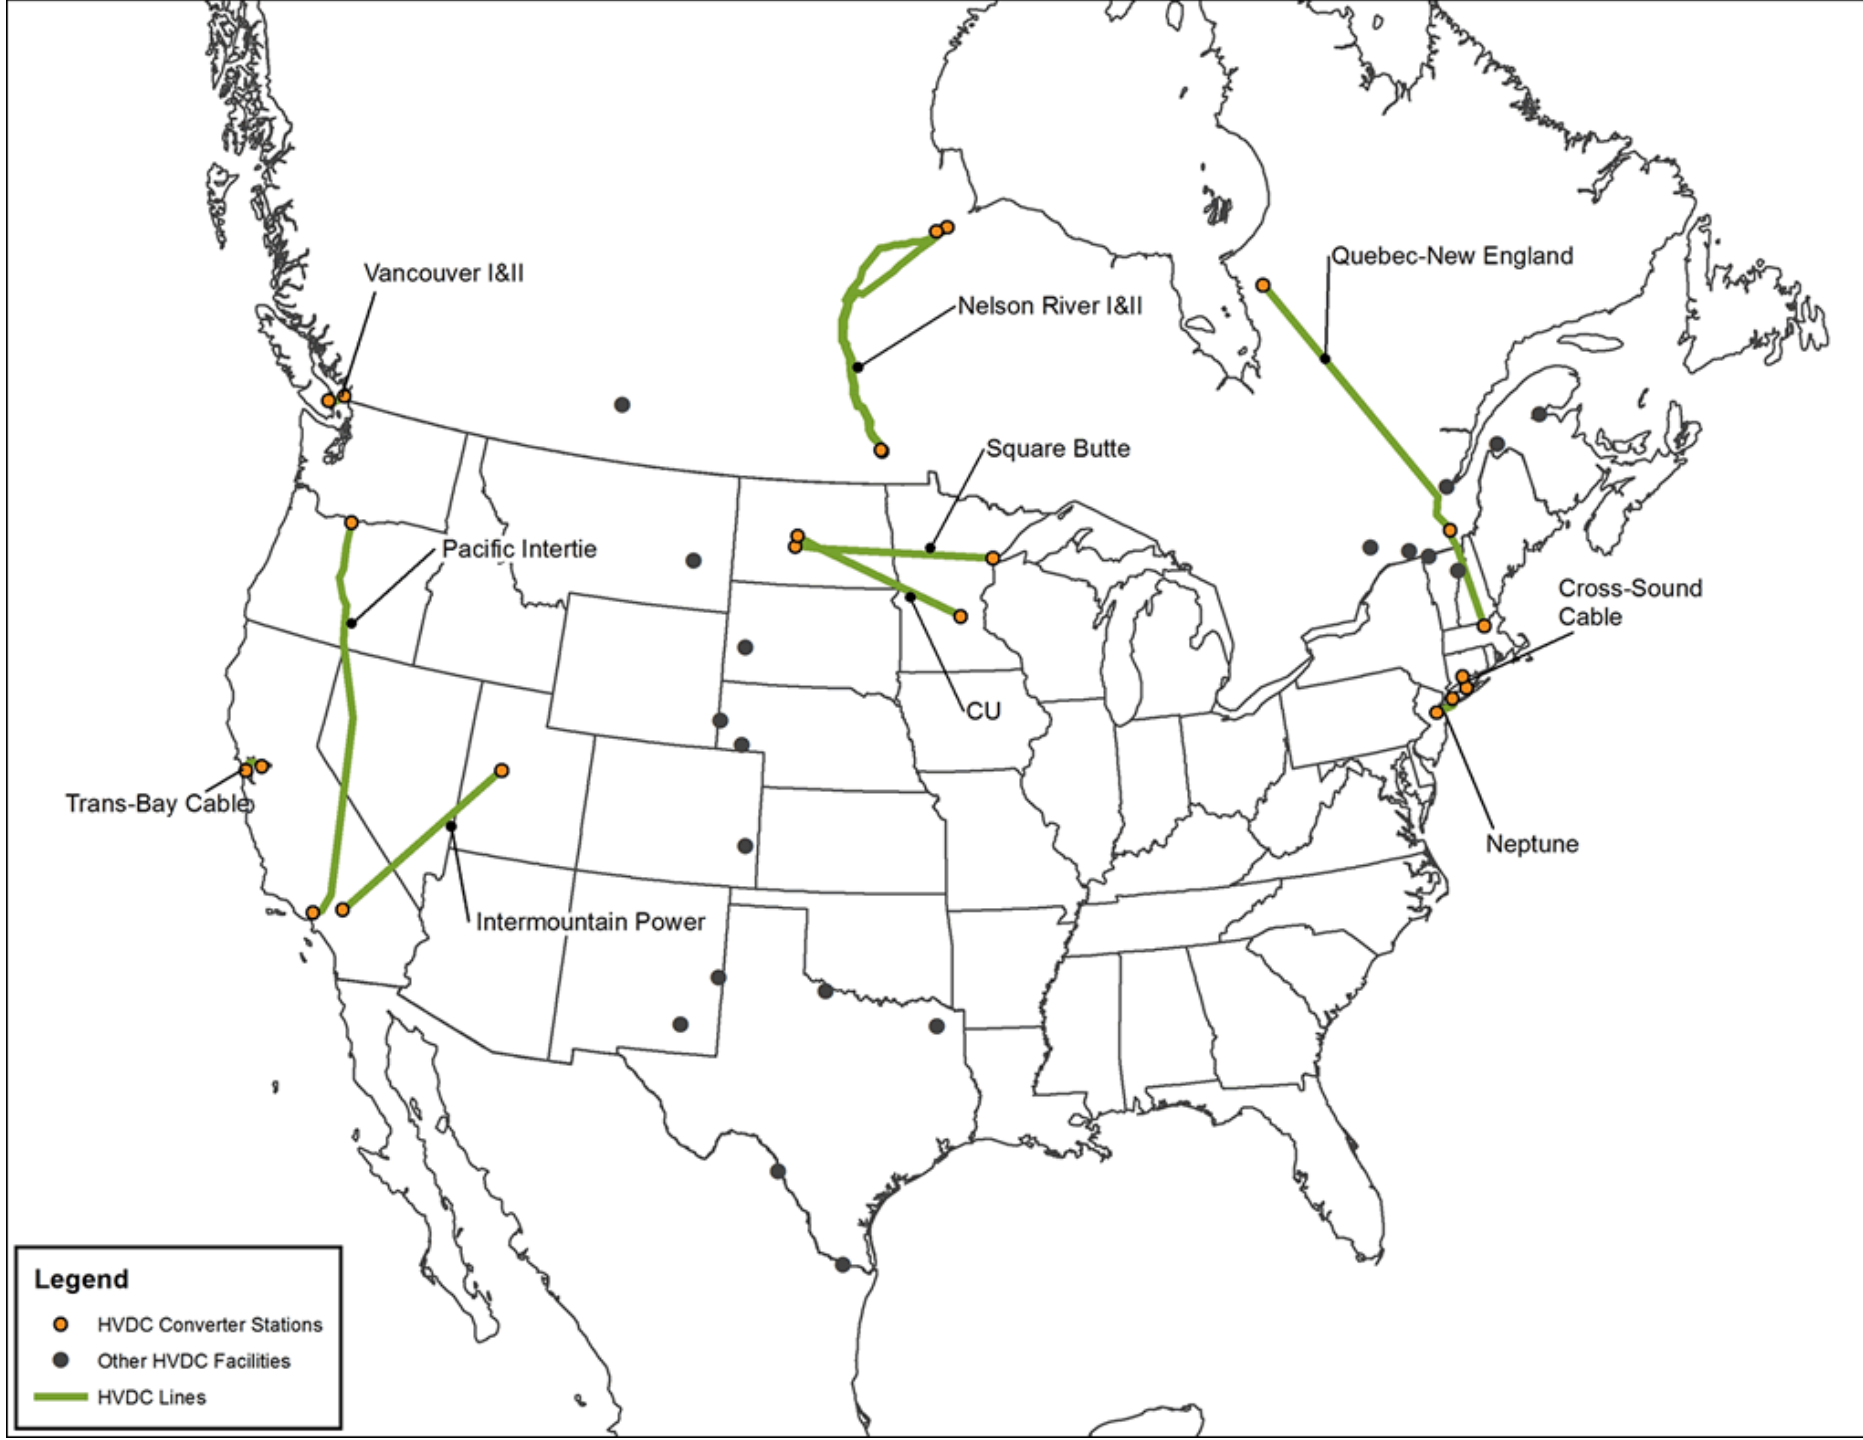 Quebec-New England
Vancouver I&II
Nelson River I&II
Square Butte
Pacific Intertie
Cross-Sound
Cable
CU
Trans-Bay Cable
Neptune
Intermountain Power
Legend
HVDC Converter Stations
Other HVDC Facilities
HVDC Lines